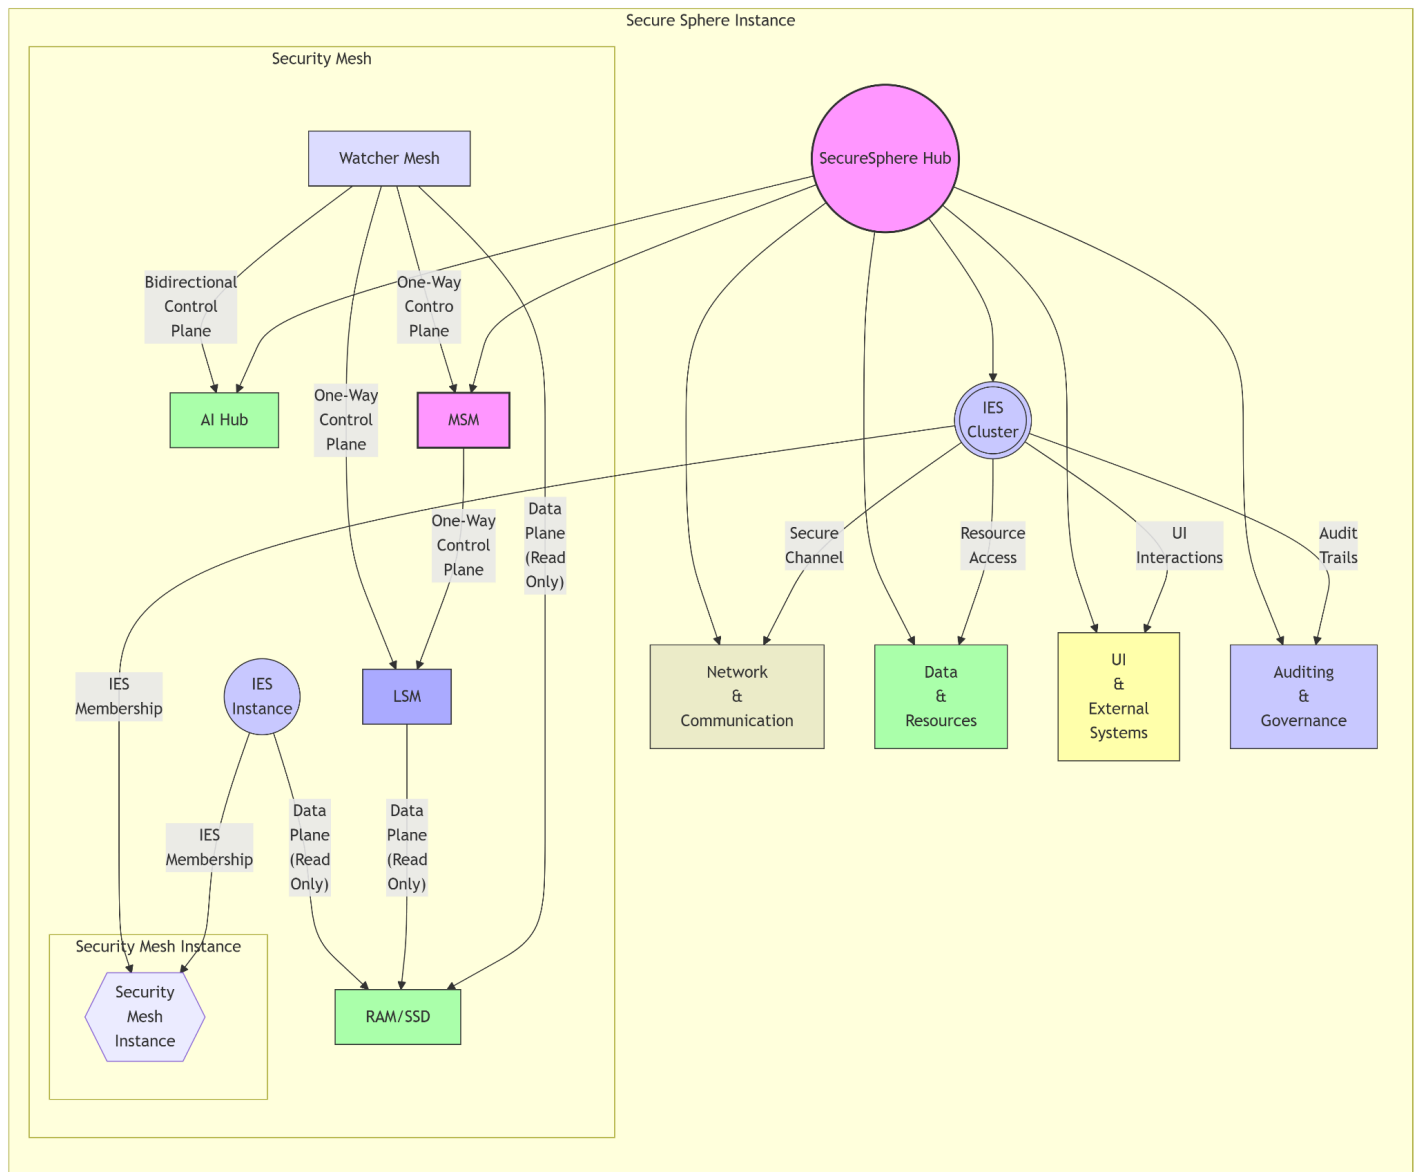 Secure Sphere Instance
Security Mesh
Watcher Mesh
SecureSphere Hub
Bidirectional
Control
Plane
One-Way
Contro
Plane
One-Way
Control
Plane
AI Hub
MSM
IES
Cluster
One-Way
Control
Plane
Data
Plane
(Read
Only)
Secure
Channel
Resource
Access
UI
Interactions
Audit
Trails
IES
Membership
IES
Instance
LSM
Network
&
Communication
Data
&
Resources
UI
&
External
Systems
Auditing
&
Governance
IES
Membership
Data
Plane
(Read
Only)
Data
Plane
(Read
Only)
Security Mesh Instance
Security
Mesh
Instance
RAM/SSD